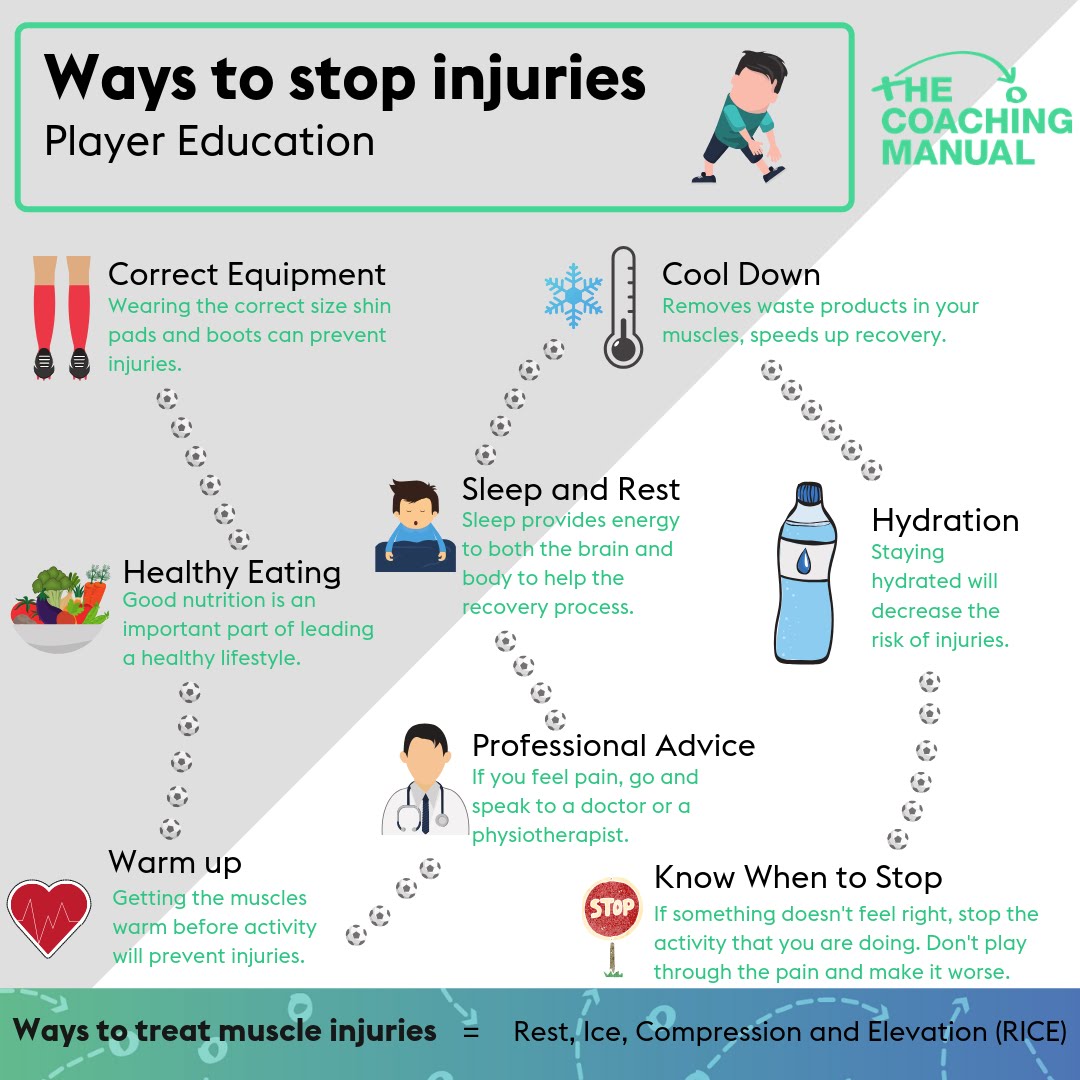 Ways to stop injuries
Player Education
THE
COACHING
MANUAL
Correct Equipment
Wearing the correct size shin
pads and boots can prevent
injuries.
Healthy Eating
Good nutrition is an
important part of leading
a healthy lifestyle.
Warm up
Getting the muscles
warm before activity
will prevent injuries.
Professional Advice
If you feel pain, go and
speak to a doctor or a
physiotherapist.
Sleep and Rest
Sleep provides energy
to both the brain and
body to help the
recovery process.
Cool Down
Removes waste products in your
muscles, speeds up recovery.
Hydration
Staying
hydrated will
decrease the
risk of injuries.
STOP
Know When to Stop
If something doesn't feel right, stop the
activity that you are doing. Don't play
through the pain and make it worse.
Ways to treat muscle injuries = Rest, Ice, Compression and Elevation (RICE)